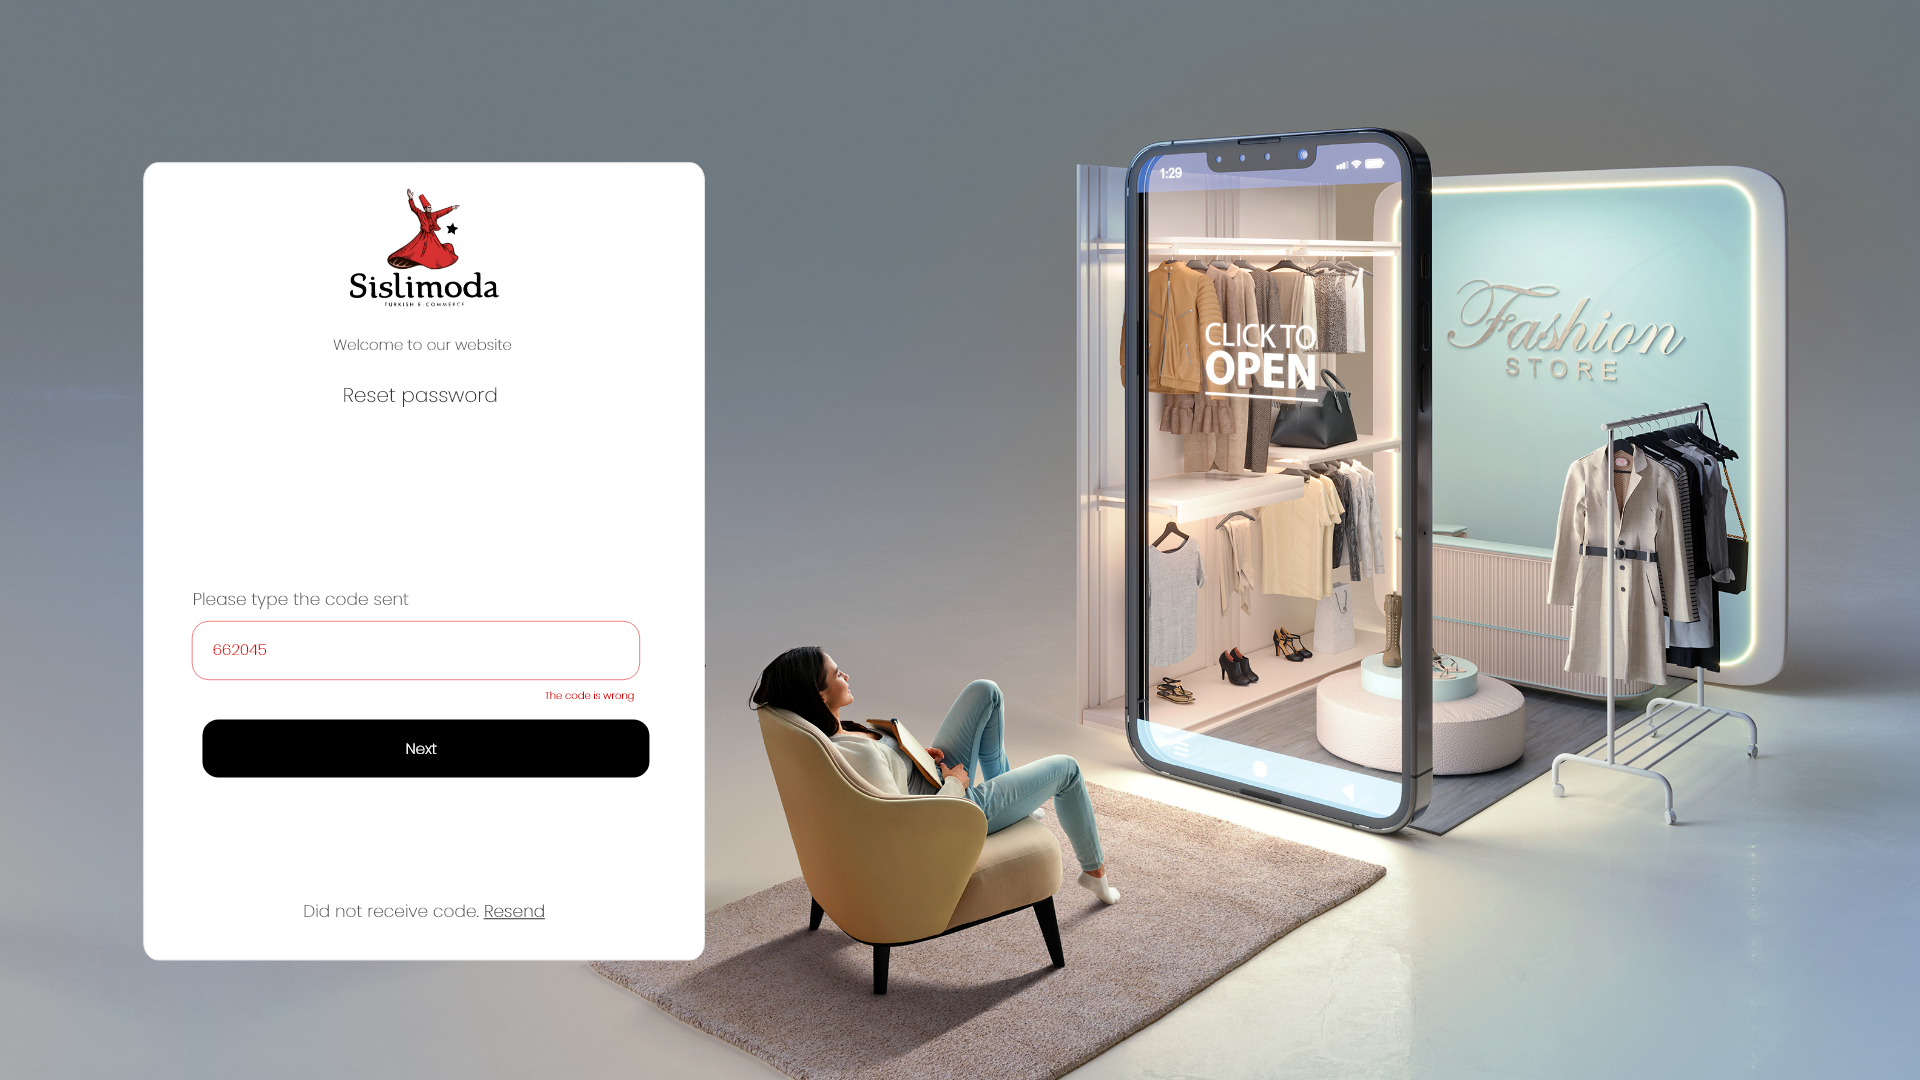 Sislimoda
TURKISH E-COMMERCE
Welcome to our website
Reset password
Please type the code sent
662045
The code is wrong
Next
Did not receive code. Resend
1:29
CLICK TO
OPEN
Fashion
STORE